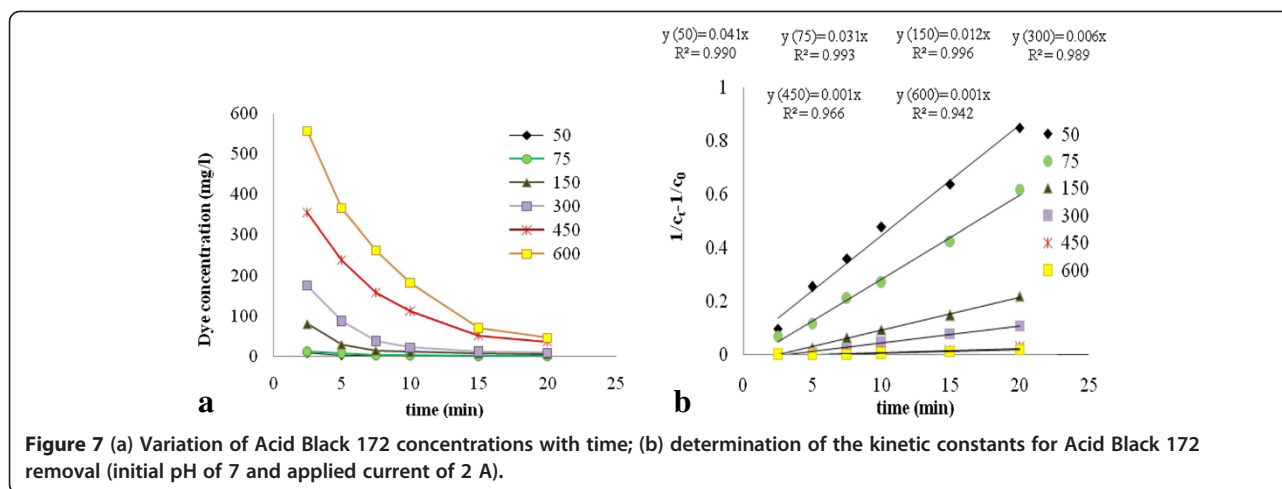 y (50)=0.041x
R²= 0.990
y (75)=0.031x
R²= 0.993
y (150)=0.012x
R²= 0.996
y (300)=0.006x
R²= 0.989
y (450)=0.001x
R²= 0.966
y (600)=0.001x
R²= 0.942
Dye concentration (mg/l)
600
500
400
300
200
100
0
0 5 10 15 20 25
time (min)
50
75
150
300
450
600
a
1/cₜ-1/c₀
1
0.8
0.6
0.4
0.2
0
0 5 10 15 20 25
time (min)
50
75
150
300
450
600
b
Figure 7 (a) Variation of Acid Black 172 concentrations with time; (b) determination of the kinetic constants for Acid Black 172
removal (initial pH of 7 and applied current of 2 A).